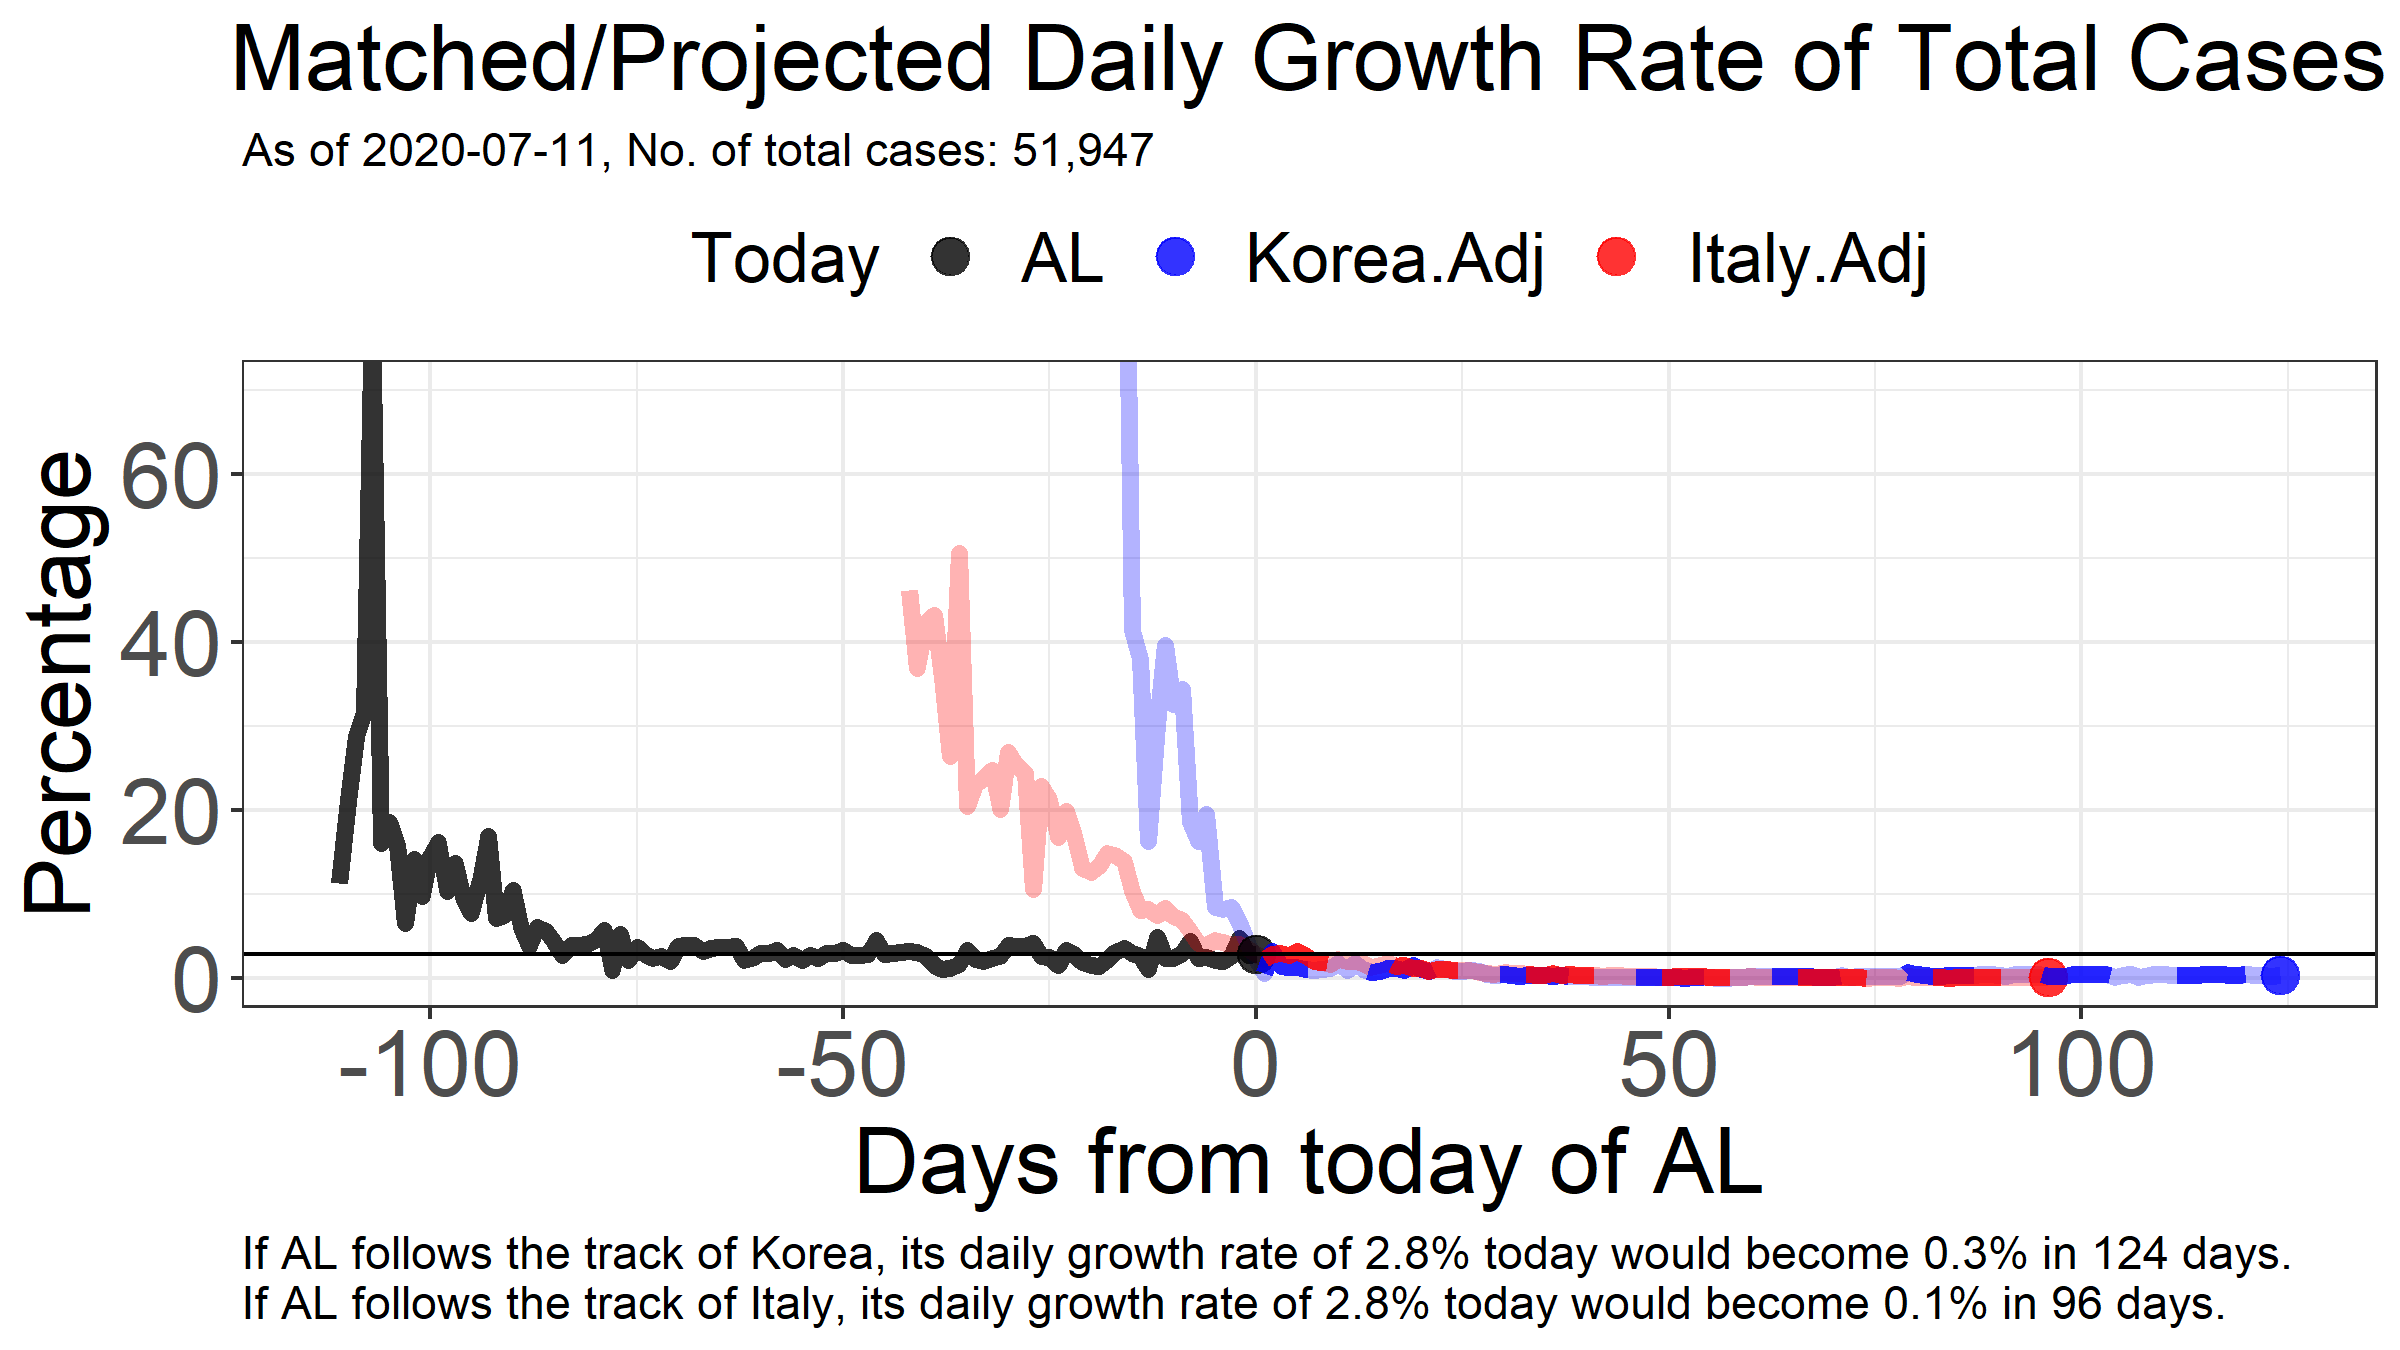 Matched/Projected Daily Growth Rate of Total Cases
As of 2020-07-11, No. of total cases: 51,947
Today AL Korea.Adj Italy.Adj
Percentage
60
40
20
0
-100 -50 0 50 100
Days from today of AL
If AL follows the track of Korea, its daily growth rate of 2.8% today would become 0.3% in 124 days.
If AL follows the track of Italy, its daily growth rate of 2.8% today would become 0.1% in 96 days.